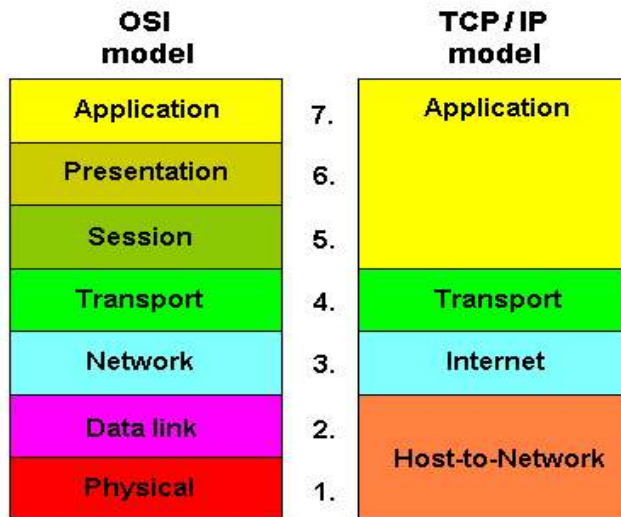 OSI
model
TCP / IP
model
Application
7.
Application
Presentation
6.
Session
5.
Transport
4.
Transport
Network
3.
Internet
Data link
2.
Host-to-Network
Physical
1.